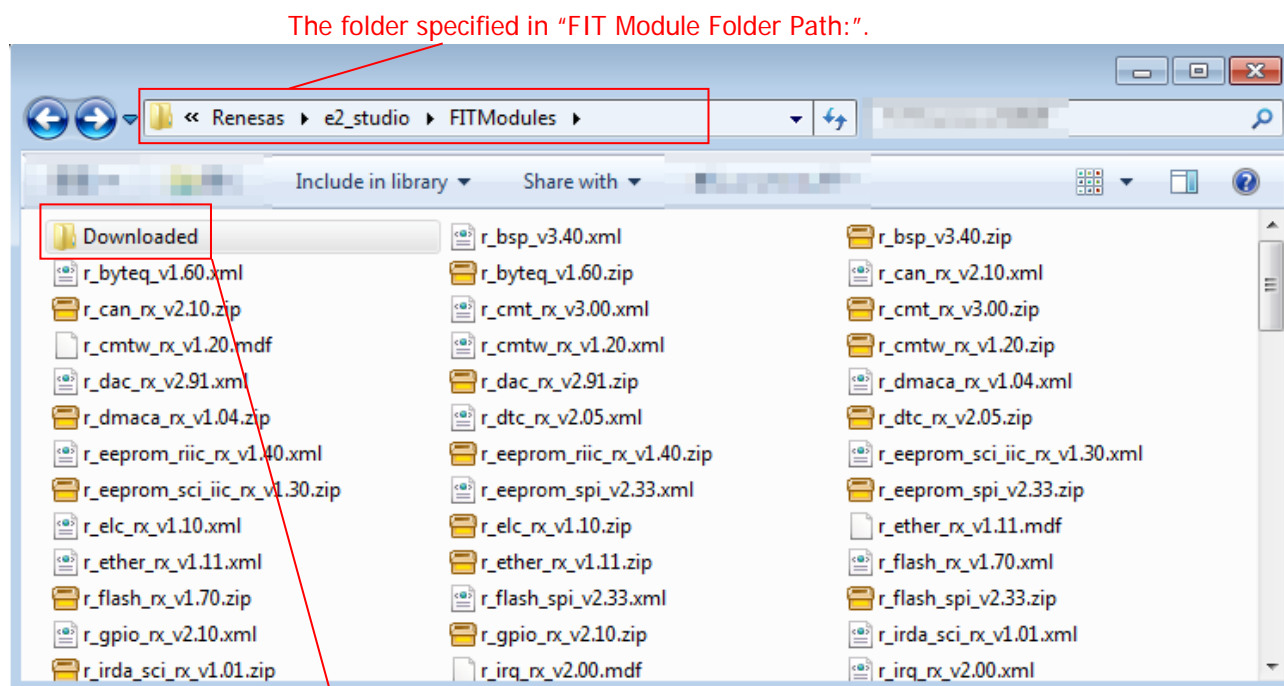 The folder specified in “FIT Module Folder Path:”.
« Renesas ▸ e2_studio ▸ FITModules ▸
Include in library ▾ Share with ▾
Downloaded r_bsp_v3.40.xml r_bsp_v3.40.zip
r_byteq_v1.60.xml r_byteq_v1.60.zip r_can_rx_v2.10.xml
r_can_rx_v2.10.zip r_cmt_rx_v3.00.xml r_cmt_rx_v3.00.zip
r_cmtw_rx_v1.20.mdf r_cmtw_rx_v1.20.xml r_cmtw_rx_v1.20.zip
r_dac_rx_v2.91.xml r_dac_rx_v2.91.zip r_dmaca_rx_v1.04.xml
r_dmaca_rx_v1.04.zip r_dtc_rx_v2.05.xml r_dtc_rx_v2.05.zip
r_eeprom_riic_rx_v1.40.xml r_eeprom_riic_rx_v1.40.zip r_eeprom_sci_iic_rx_v1.30.xml
r_eeprom_sci_iic_rx_v1.30.zip r_eeprom_spi_v2.33.xml r_eeprom_spi_v2.33.zip
r_elc_rx_v1.10.xml r_elc_rx_v1.10.zip r_ether_rx_v1.11.mdf
r_ether_rx_v1.11.xml r_ether_rx_v1.11.zip r_flash_rx_v1.70.xml
r_flash_rx_v1.70.zip r_flash_spi_v2.33.xml r_flash_spi_v2.33.zip
r_gpio_rx_v2.10.xml r_gpio_rx_v2.10.zip r_irda_sci_rx_v1.01.xml
r_irda_sci_rx_v1.01.zip r_irq_rx_v2.00.mdf r_irq_rx_v2.00.xml